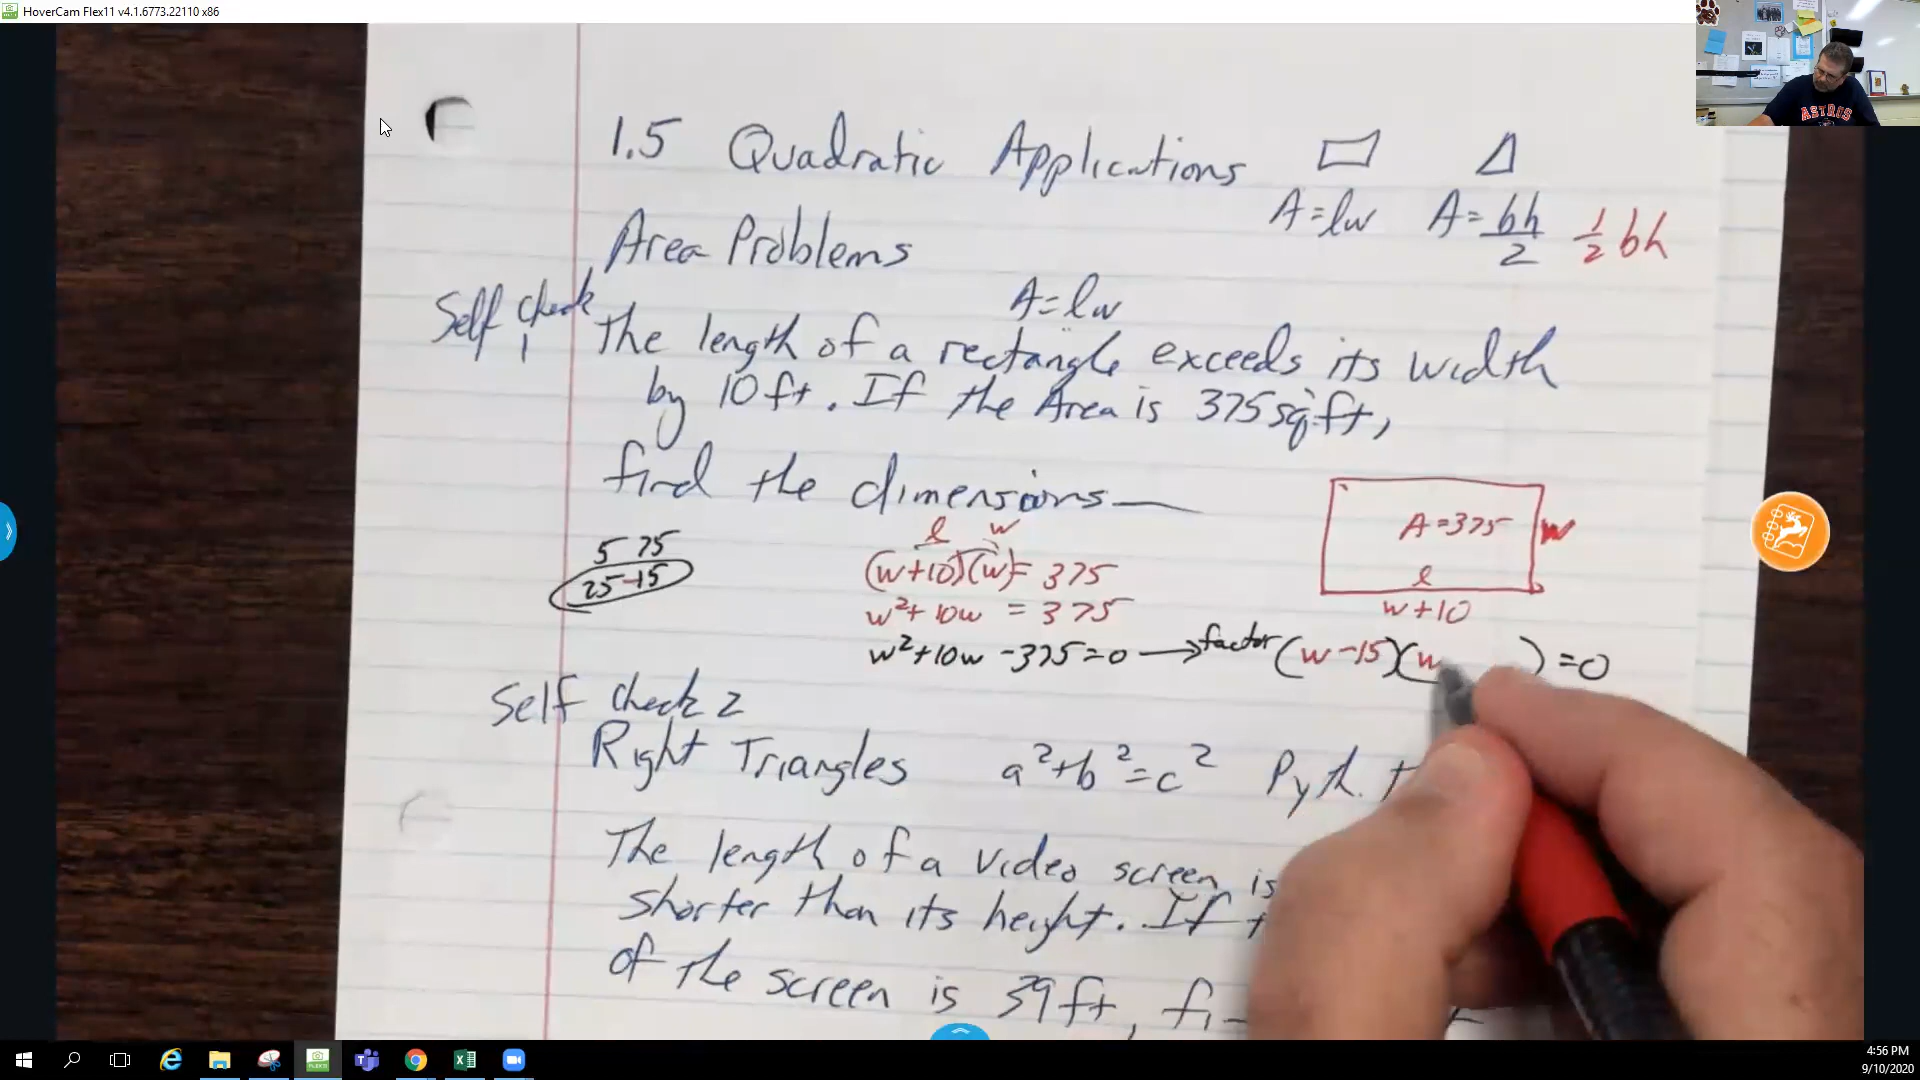 HoverCam Flex11 v4.1.6773.22110 x86
ASTROS
1.5 Quadratic Applications
A=lw A=bh/2 1/2 bh
Area Problems
A=lw
Self Check 1
The length of a rectangle exceeds its width
by 10ft. If the Area is 375 sq.ft,
find the dimensions
A=375 w
l
w+10
5 75
25-15
l w
(w+10)(w)= 375
w²+10w = 375
w²+10w -375=0 → factor (w-15)(w )=0
Self Check 2
Right Triangles a²+b²=c² Pyth.
The length of a video screen is
shorter than its height. If
of the screen is 39ft,
FLEX11
4:56 PM
9/10/2020